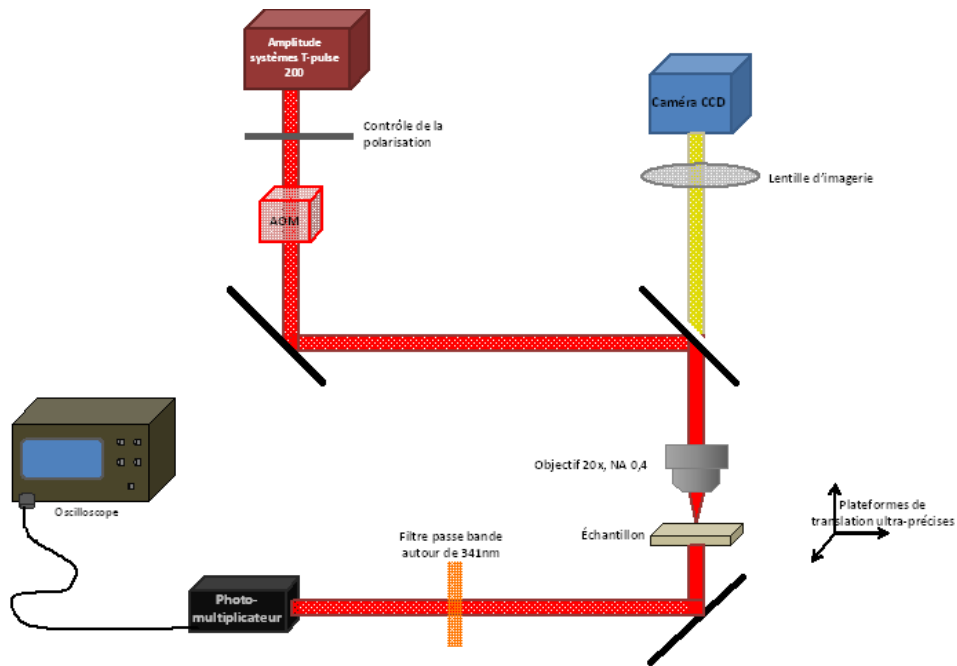 Amplitude
systèmes T-pulse
200
Caméra CCD
Contrôle de la
polarisation
Lentille d'imagerie
AOM
Objectif 20x, NA 0,4
Oscilloscope
Plateformes de
translation ultra-précises
Échantillon
Filtre passe bande
autour de 341nm
Photo-
multiplicateur